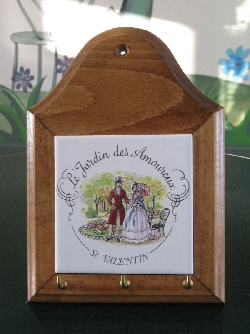 Le Jardin des Amoureux
St VALENTIN